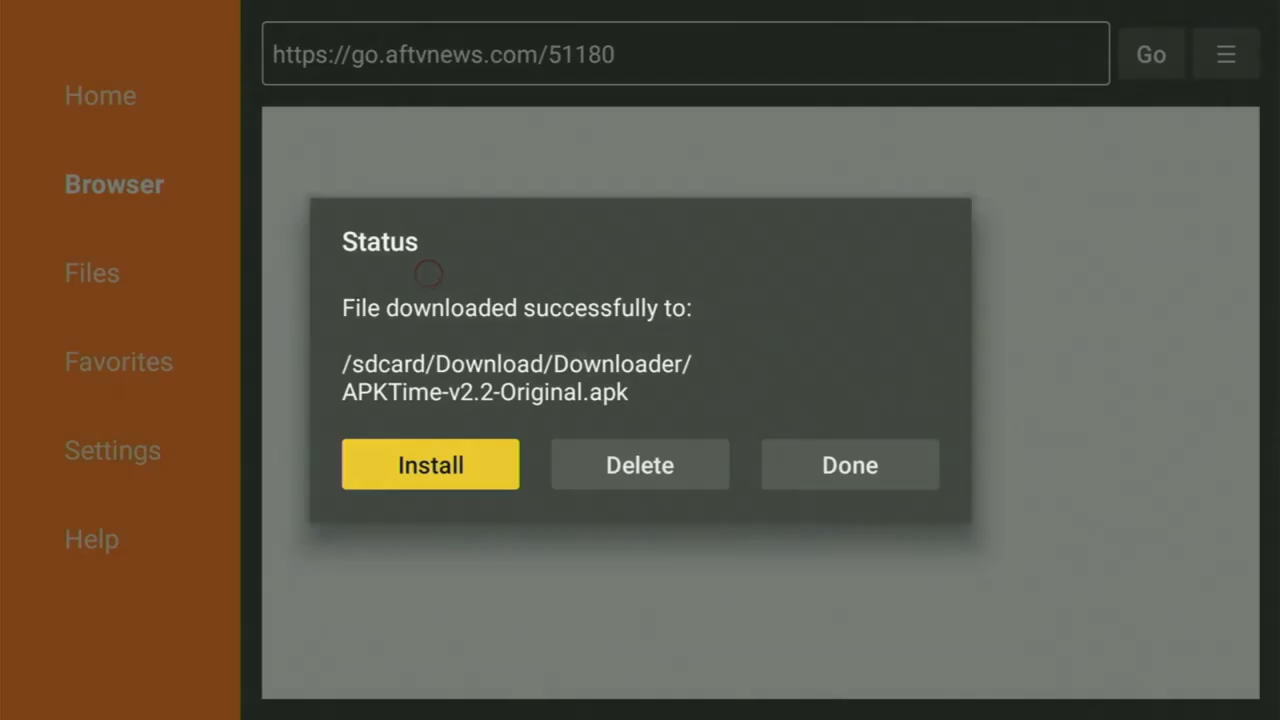 https://go.aftvnews.com/51180
Go
Home
Browser
Files
Favorites
Settings
Help
Status
File downloaded successfully to:
/sdcard/Download/Downloader/
APKTime-v2.2-Original.apk
Install
Delete
Done